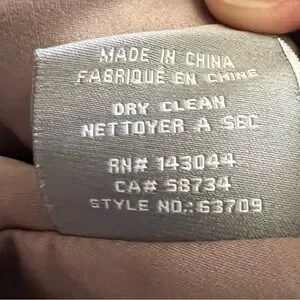 MADE IN CHINA
FABRIQUÉ EN CHINE
DRY CLEAN
NETTOYER A SEC
RN# 143044
CA# 58734
STYLE NO.: 63709